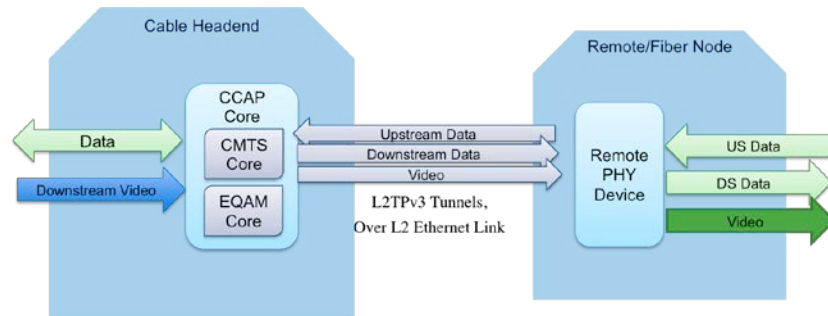 Cable Headend
Remote/Fiber Node
CCAP
Core
CMTS
Core
EQAM
Core
Data
Downstream Video
Upstream Data
Downstream Data
Video
L2TPv3 Tunnels,
Over L2 Ethernet Link
Remote
PHY
Device
US Data
DS Data
Video